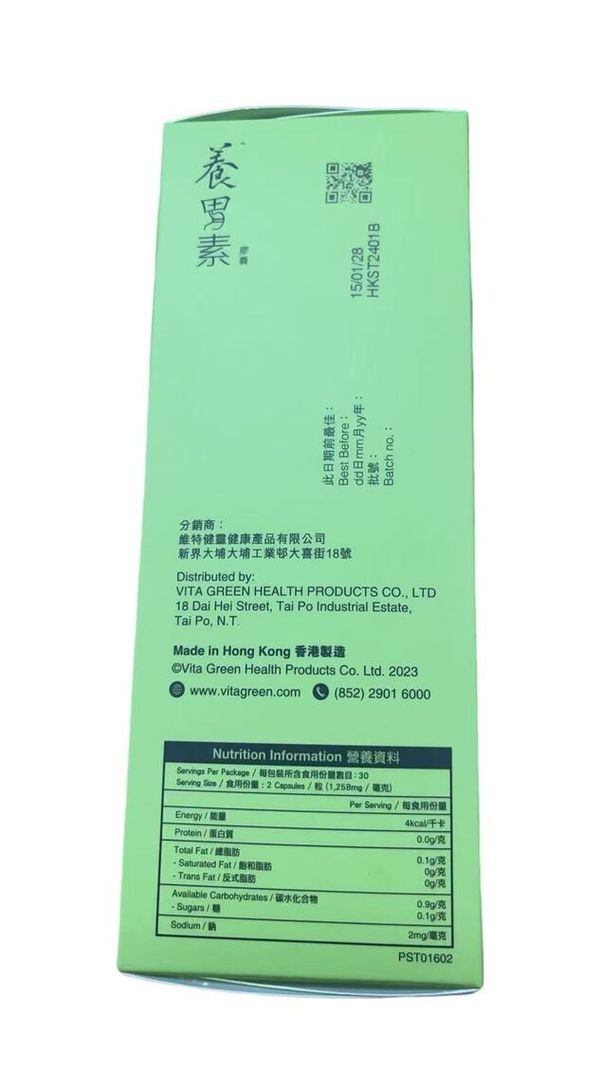 養胃素™
膠囊
15/01/28
HKST2401B
此日期前最佳：
Best Before：
dd日mm月yy年：
批號：
Batch no.：
分銷商：
維特健靈健康產品有限公司
新界大埔大埔工業邨大喜街18號
Distributed by:
VITA GREEN HEALTH PRODUCTS CO., LTD
18 Dai Hei Street, Tai Po Industrial Estate,
Tai Po, N.T.
Made in Hong Kong 香港製造
©Vita Green Health Products Co. Ltd. 2023
www.vitagreen.com (852) 2901 6000
Nutrition Information 營養資料
Servings Per Package / 每包裝所含食用份量數目：30
Serving Size / 食用份量：2 Capsules / 粒 (1,258mg / 毫克)
Per Serving / 每食用份量
Energy / 能量 4kcal/千卡
Protein / 蛋白質 0.0g/克
Total Fat / 總脂肪 0.1g/克
- Saturated Fat / 飽和脂肪 0g/克
- Trans Fat / 反式脂肪 0g/克
Available Carbohydrates / 碳水化合物 0.9g/克
- Sugars / 糖 0.1g/克
Sodium / 鈉 2mg/毫克
PST01602